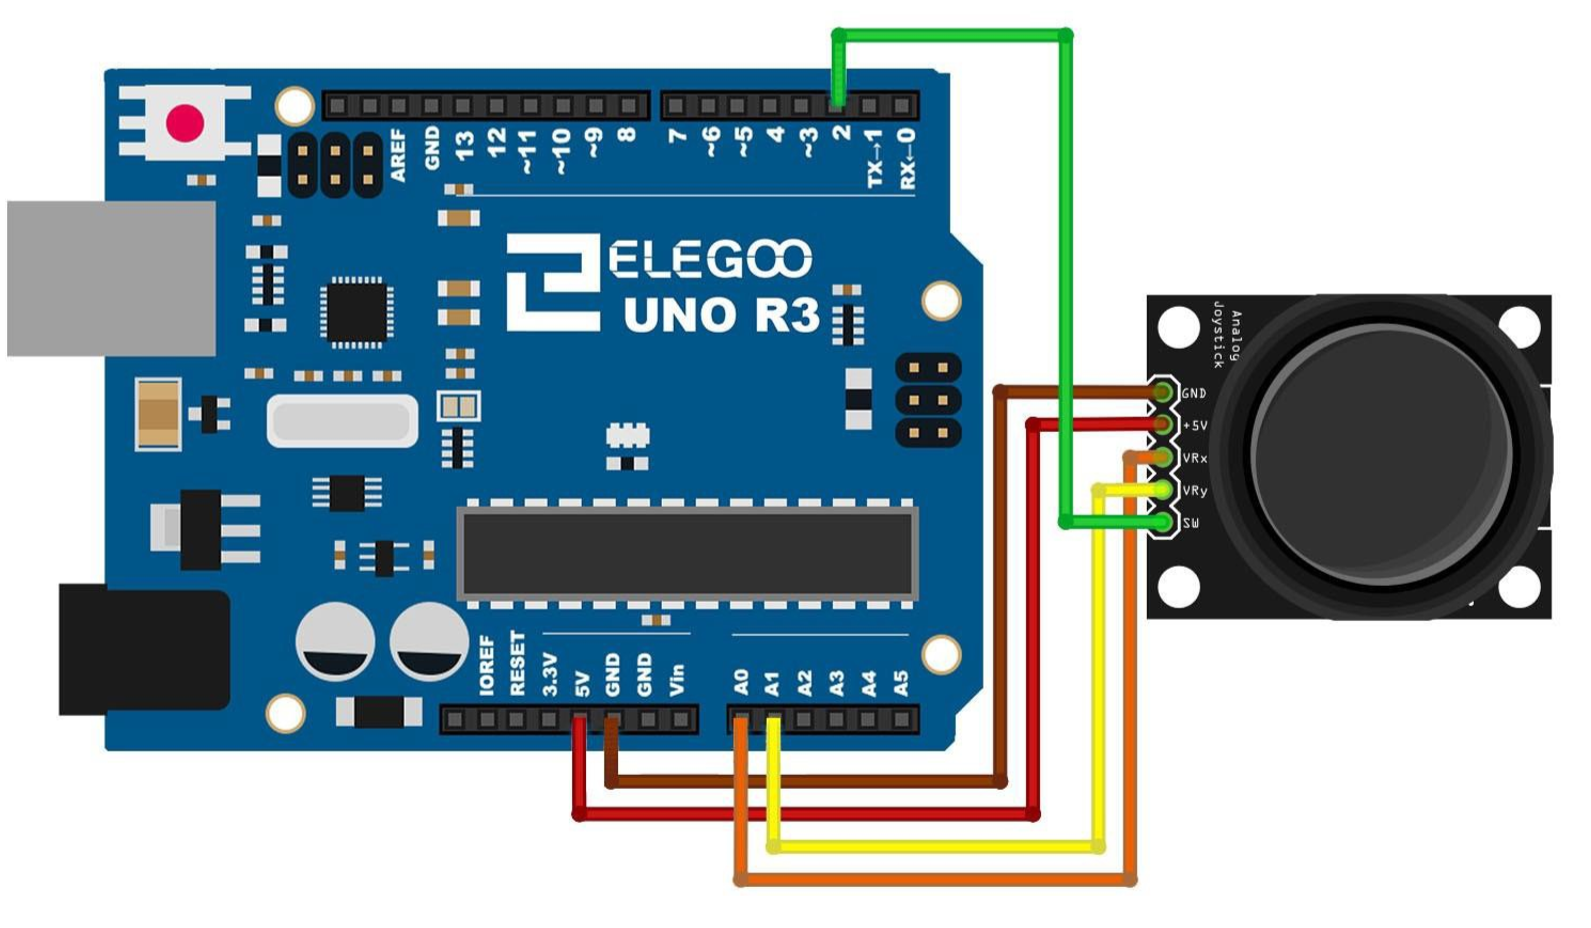 AREF
GND
13
12
~11
~10
~9
8
7
~6
~5
4
~3
2
TX→1
RX←0
ELEGOO
UNO R3
IOREF
RESET
3.3V
5V
GND
GND
Vin
A0
A1
A2
A3
A4
A5
Analog
Joystick
GND
+5V
VRx
VRy
SW